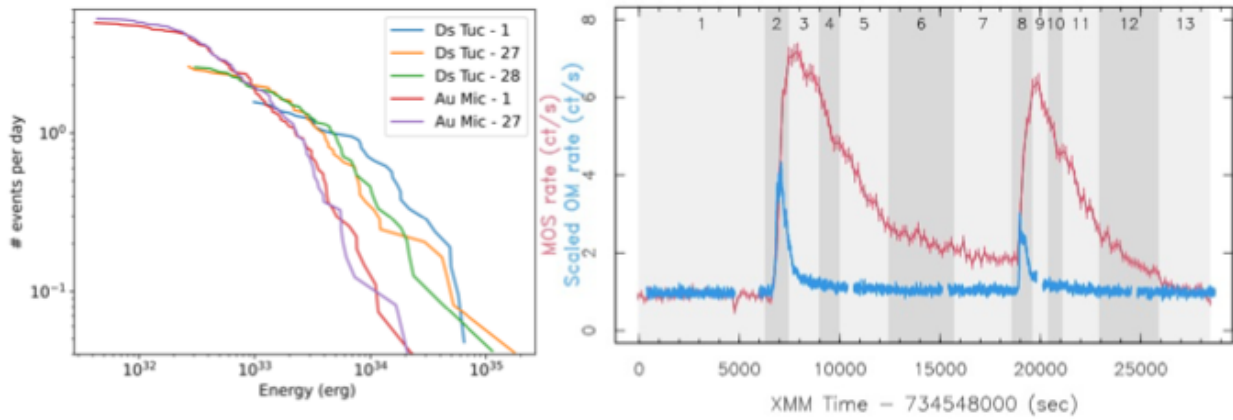 Ds Tuc - 1
Ds Tuc - 27
Ds Tuc - 28
Au Mic - 1
Au Mic - 27
# events per day
10⁰
10⁻¹
10³²
10³³
10³⁴
10³⁵
Energy (erg)
MOS rate (ct/s)
Scaled OM rate (ct/s)
1 2 3 4 5 6 7 8 9 10 11 12 13
8
6
4
2
0
0 5000 10000 15000 20000 25000
XMM Time - 734548000 (sec)